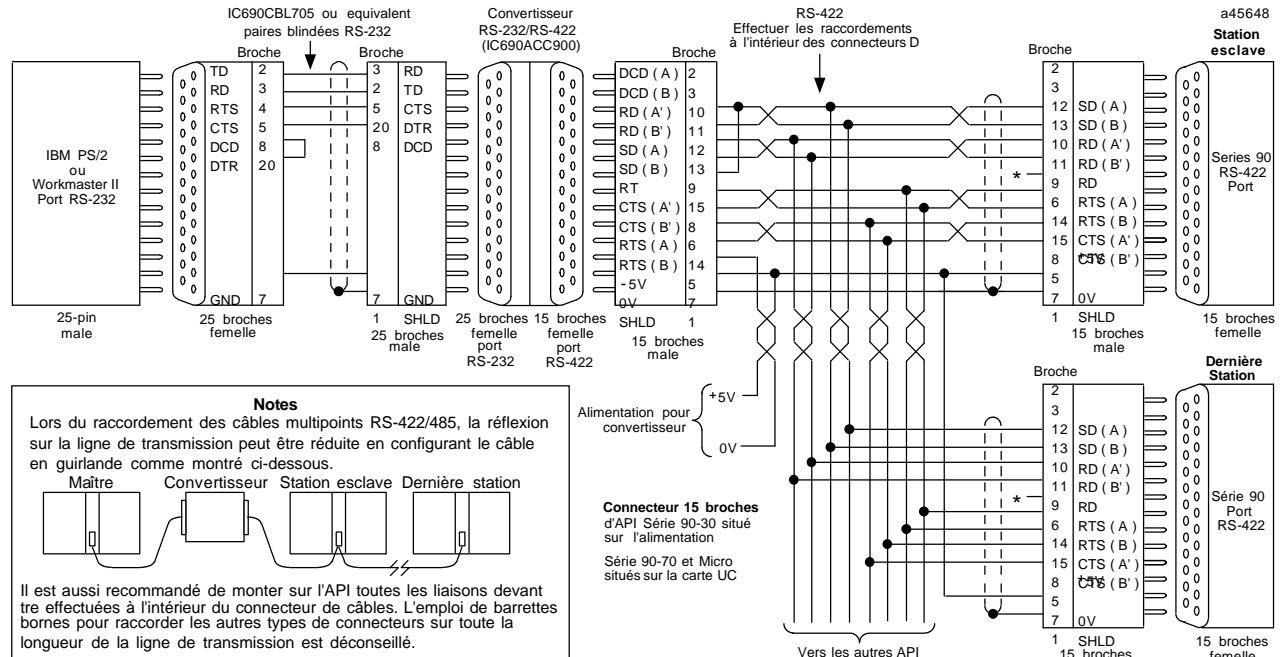 IC690CBL705 ou equivalent
paires blindées RS-232
Convertisseur
RS-232/RS-422
(IC690ACC900)
RS-422
Effectuer les raccordements
à l'intérieur des connecteurs D
a45648
Station
esclave
Broche
Broche
Broche
Broche
IBM PS/2
ou
Workmaster II
Port RS-232
25-pin
male
TD 2
RD 3
RTS 4
CTS 5
DCD 8
DTR 20
GND 7
25 broches
femelle
3 RD
2 TD
5 CTS
20 DTR
8 DCD
7 GND
1 SHLD
25 broches
male
25 broches
femelle
port
RS-232
15 broches
femelle
port
RS-422
DCD ( A ) 2
DCD ( B ) 3
RD ( A' ) 10
RD ( B' ) 11
SD ( A ) 12
SD ( B ) 13
RT 9
CTS ( A' ) 15
CTS ( B' ) 8
RTS ( A ) 6
RTS ( B ) 14
-5V 5
0V 7
SHLD 1
15 broches
male
2
3
12 SD ( A )
13 SD ( B )
10 RD ( A' )
11 RD ( B' )
*
9 RD
6 RTS ( A )
14 RTS ( B )
15 CTS ( A' )
8 CTS ( B' )
+5V
5
7 0V
1 SHLD
15 broches
male
Series 90
RS-422
Port
15 broches
femelle
Notes
Lors du raccordement des câbles multipoints RS-422/485, la réflexion
sur la ligne de transmission peut être réduite en configurant le câble
en guirlande comme montré ci-dessous.
Maître Convertisseur Station esclave Dernière station
Il est aussi recommandé de monter sur l'API toutes les liaisons devant
tre effectuées à l'intérieur du connecteur de câbles. L'emploi de barrettes
bornes pour raccorder les autres types de connecteurs sur toute la
longueur de la ligne de transmission est déconseillé.
Alimentation pour
convertisseur
+5V
0V
Connecteur 15 broches
d'API Série 90-30 situé
sur l'alimentation
Série 90-70 et Micro
situés sur la carte UC
Vers les autres API
Dernière
Station
Broche
2
3
12 SD ( A )
13 SD ( B )
10 RD ( A' )
11 RD ( B' )
*
9 RD
6 RTS ( A )
14 RTS ( B )
15 CTS ( A' )
8 CTS ( B' )
+5V
5
7 0V
1 SHLD
15 broches
Série 90
Port
RS-422
15 broches
femelle